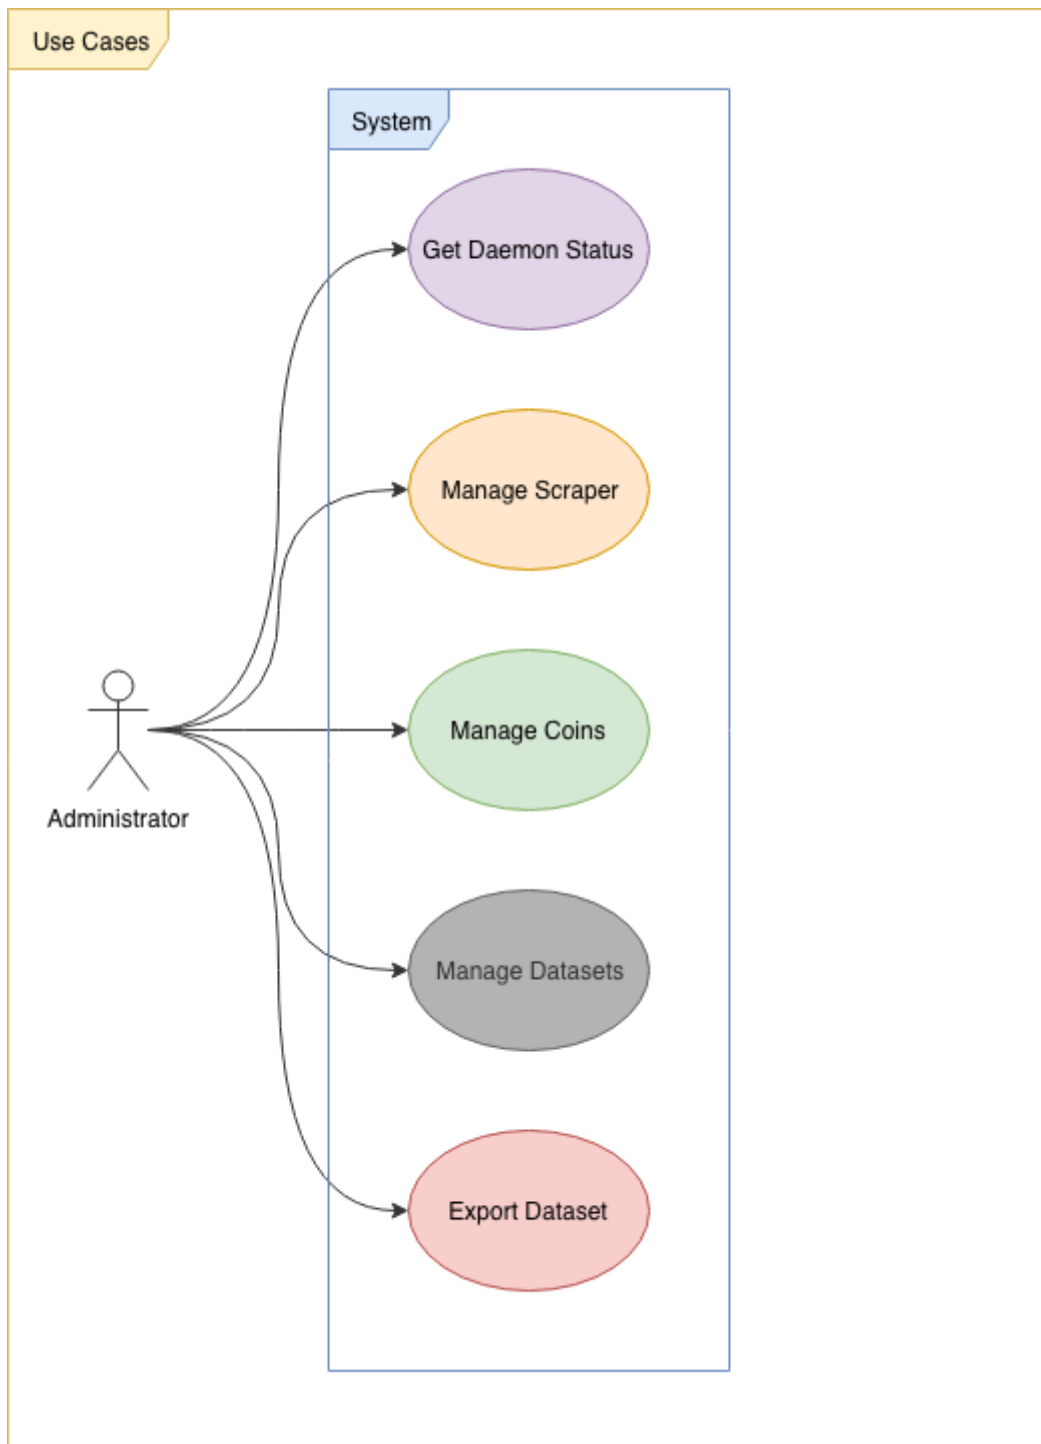 Use Cases
System
Get Daemon Status
Manage Scraper
Manage Coins
Administrator
Manage Datasets
Export Dataset